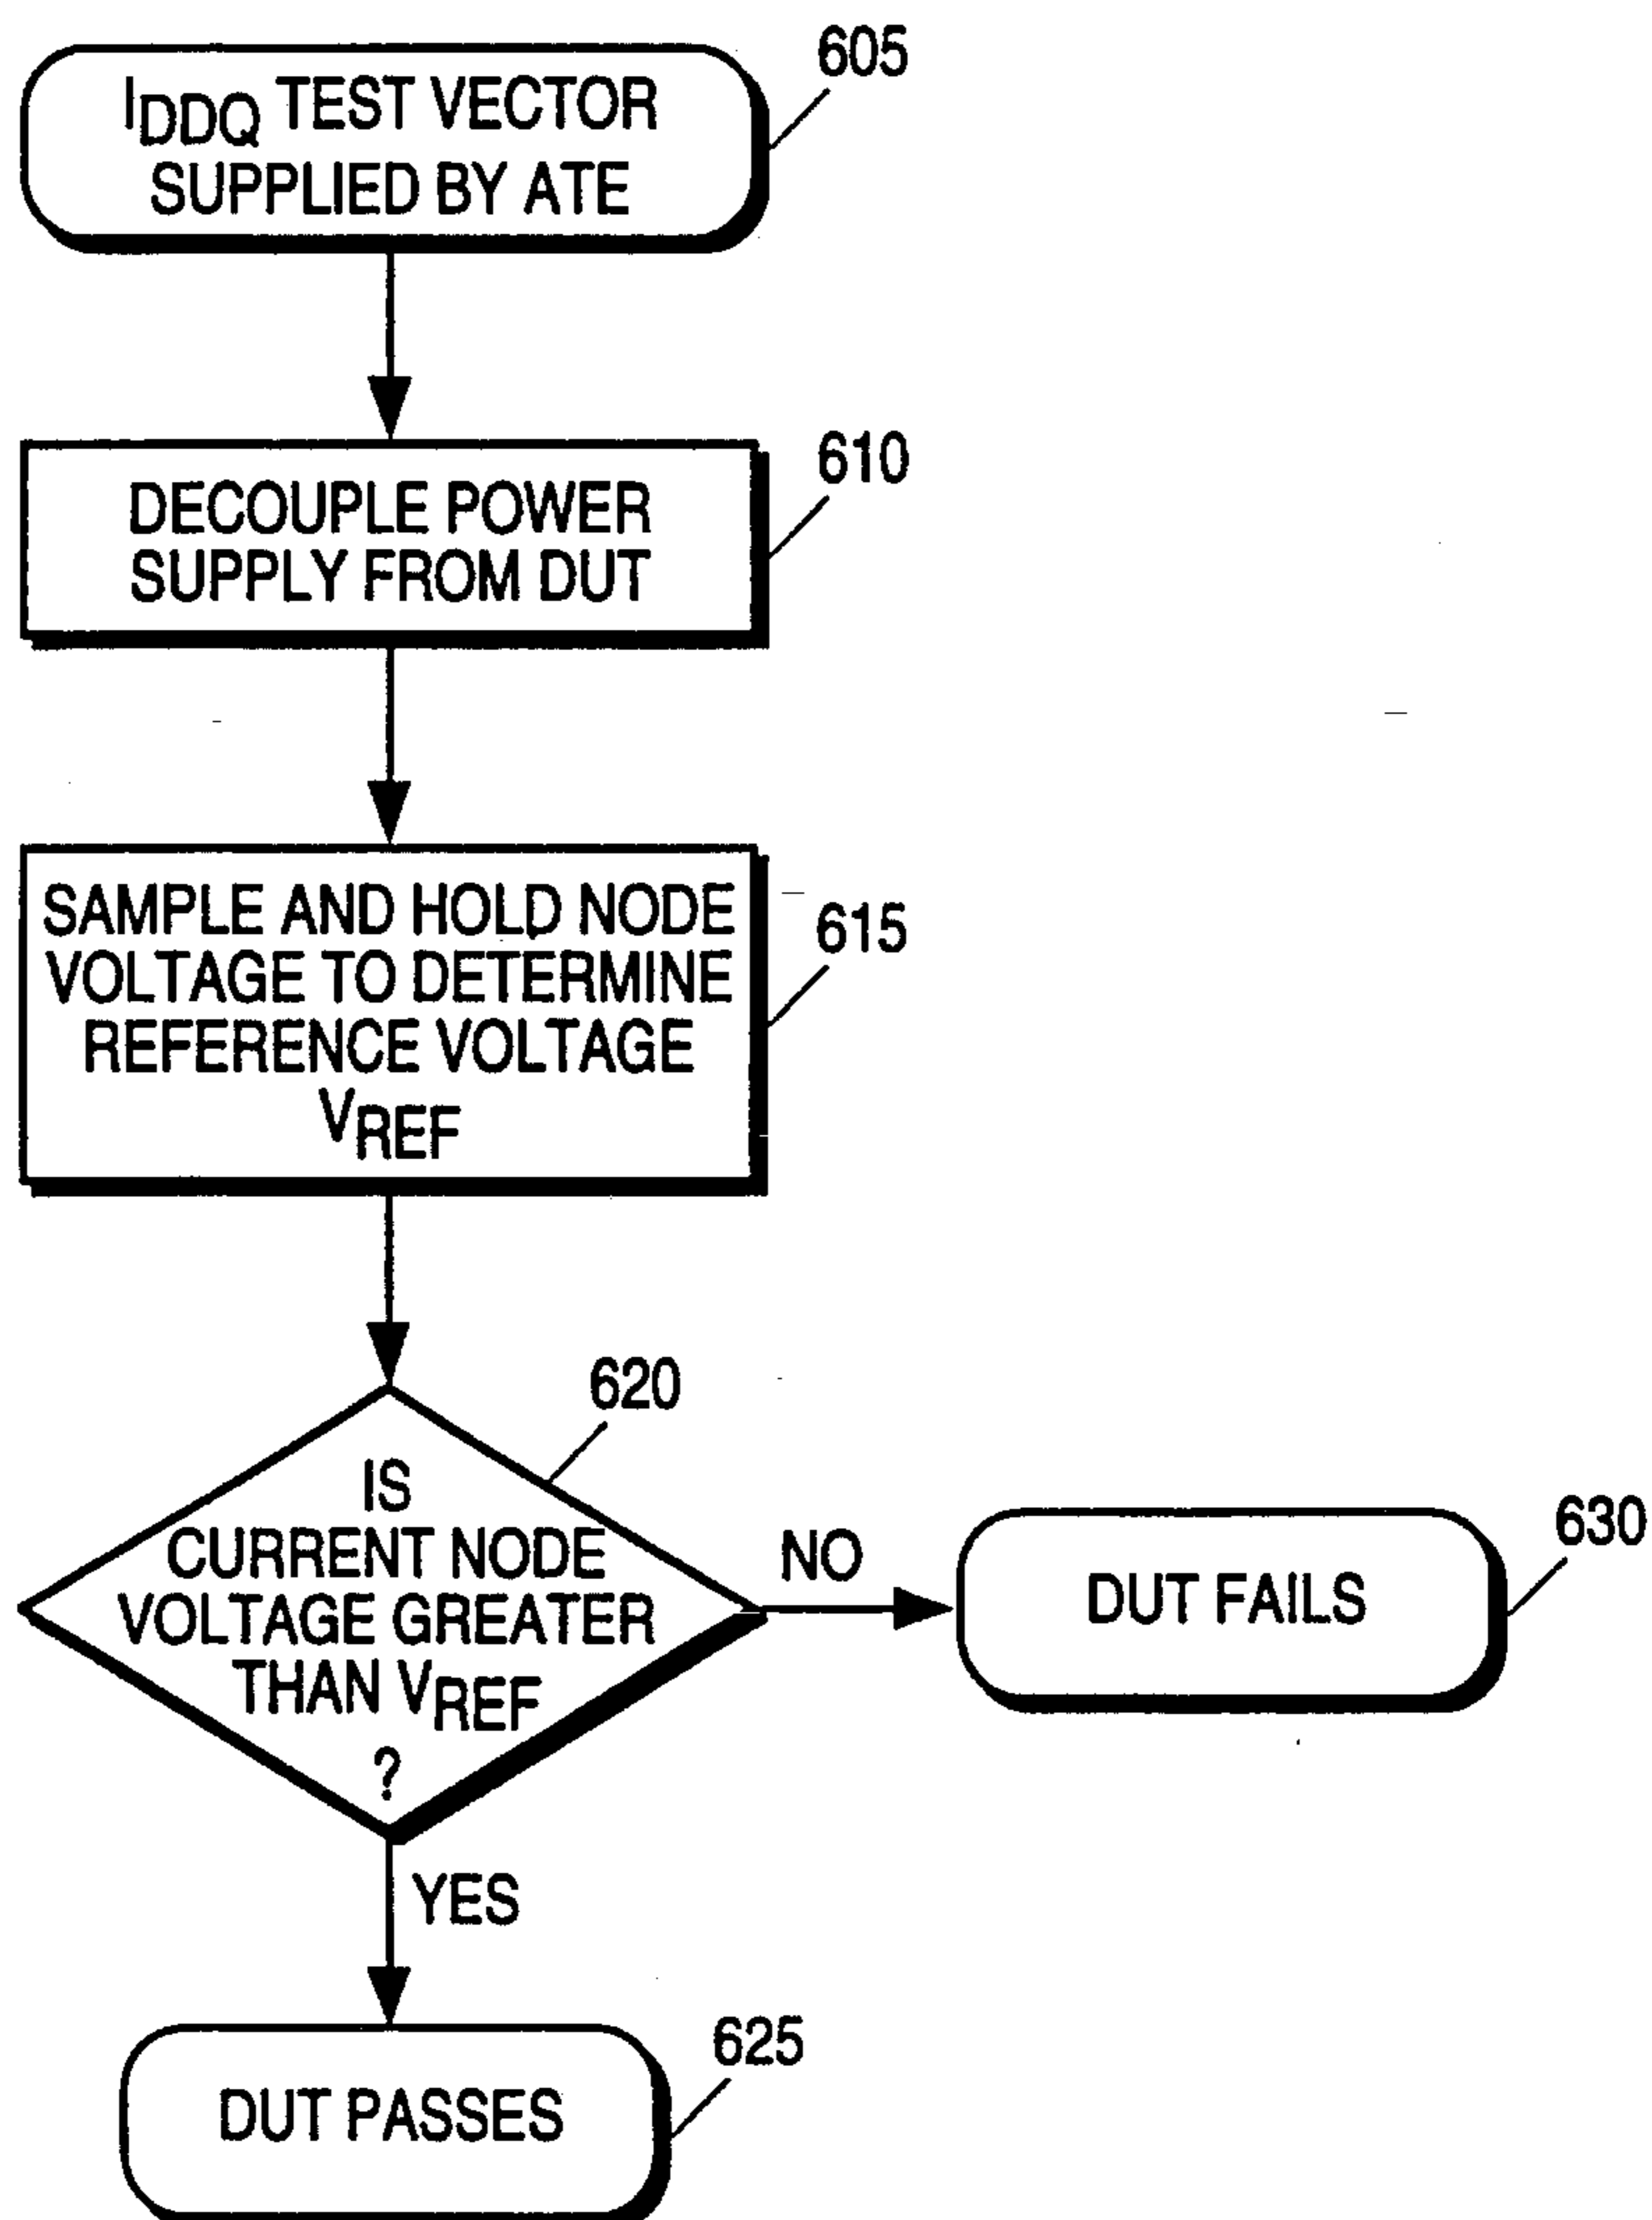 605
IDDQ TEST VECTOR
SUPPLIED BY ATE
610
DECOUPLE POWER
SUPPLY FROM DUT
615
SAMPLE AND HOLD NODE
VOLTAGE TO DETERMINE
REFERENCE VOLTAGE
VREF
620
IS
CURRENT NODE
VOLTAGE GREATER
THAN VREF
?
NO
630
DUT FAILS
YES
625
DUT PASSES